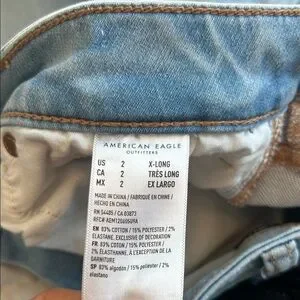 AMERICAN EAGLE
OUTFITTERS
US 2 X-LONG
CA 2 TRÈS LONG
MX 2 EX LARGO
MADE IN CHINA / FABRIQUÉ EN CHINE /
HECHO EN CHINA
RN 54485 / CA 03873
EN 83% COTTON / 15% POLYESTER / 2%
ELASTANE, EXCLUSIVE OF DECORATION
FR 83% COTON / 15% POLYESTER / 2%
ÉLASTHANNE, À L'EXCEPTION DE LA
GARNITURE
SP 83% algodón / 15% poliéster / 2%
elastano